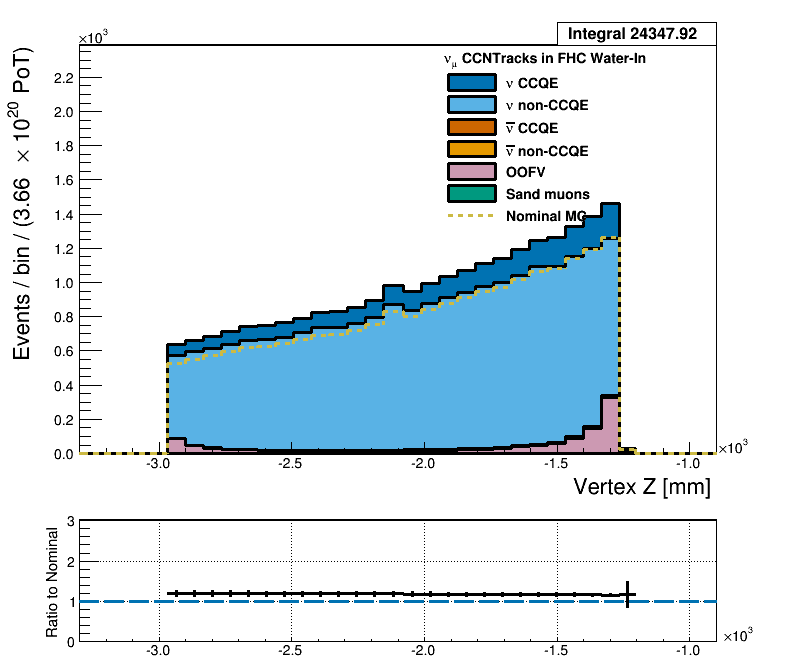 Integral 24347.92
×10³
ν_μ CCNTracks in FHC Water-In
ν CCQE
ν non-CCQE
ν̅ CCQE
ν̅ non-CCQE
OOFV
Sand muons
Nominal MC
Events / bin / (3.66 × 10²⁰ PoT)
2.2
2.0
1.8
1.6
1.4
1.2
1.0
0.8
0.6
0.4
0.2
0.0
-3.0 -2.5 -2.0 -1.5 -1.0 ×10³
Vertex Z [mm]
Ratio to Nominal
3
2
1
0
-3.0 -2.5 -2.0 -1.5 -1.0 ×10³